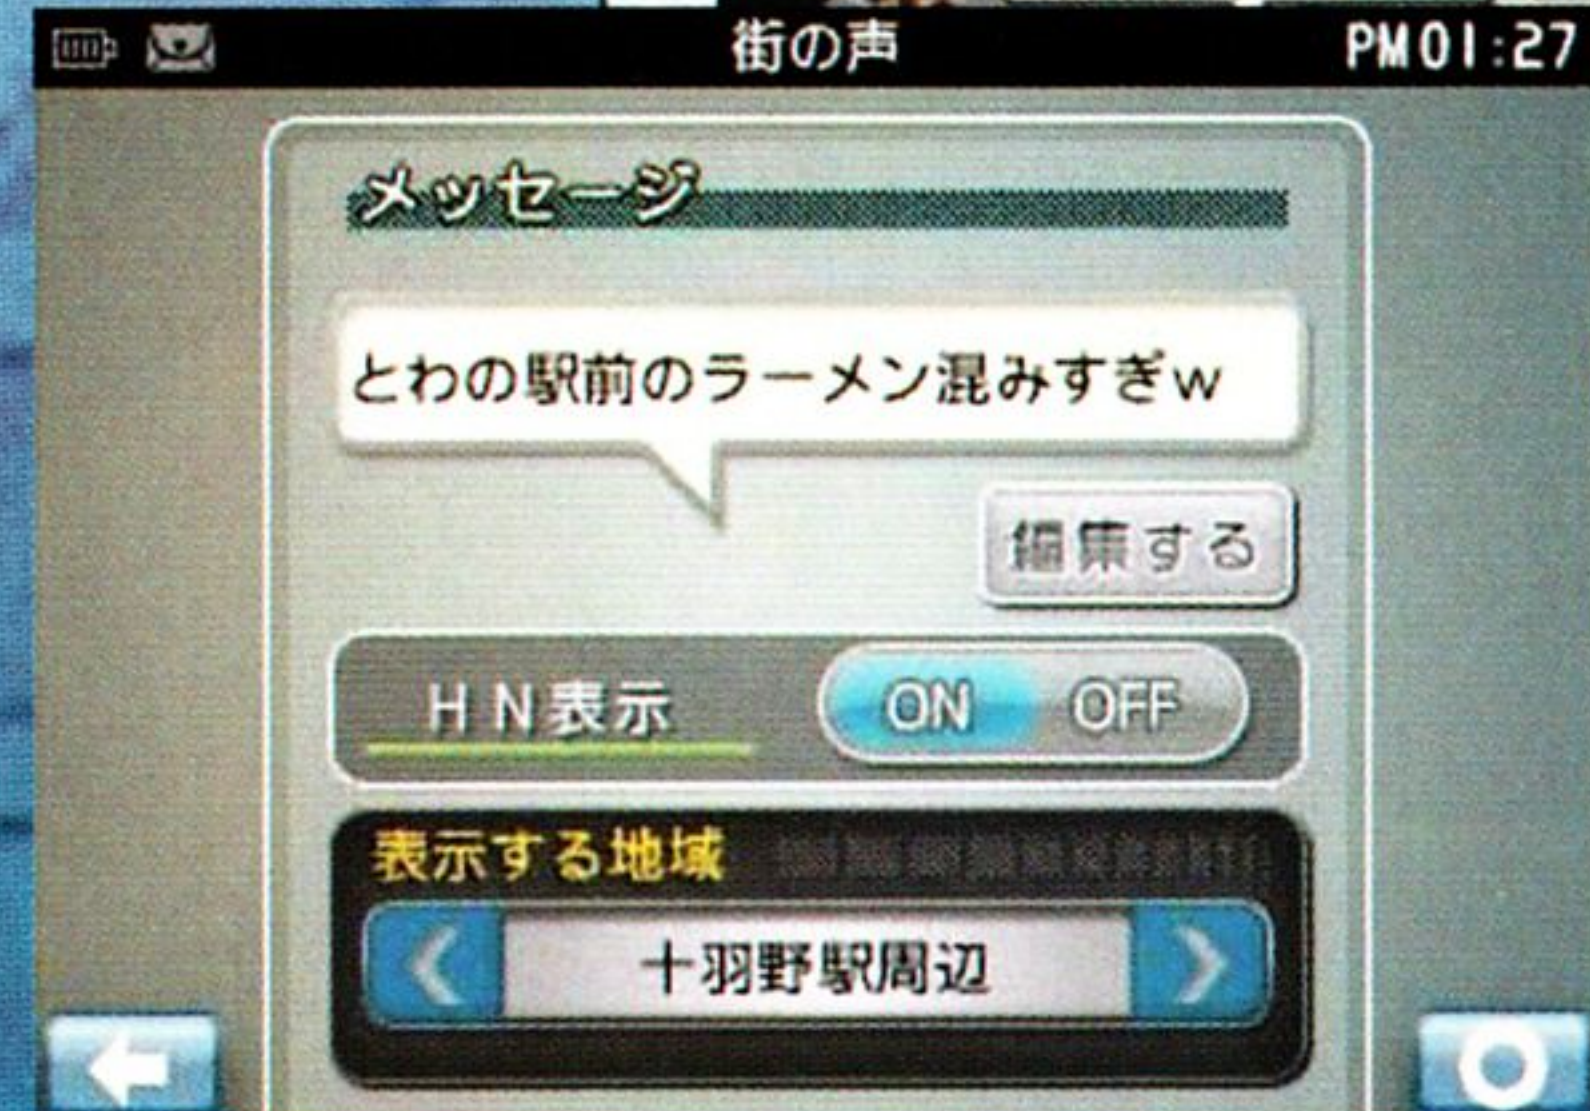 街の声
PM01:27
メッセージ
とわの駅前のラーメン混みすぎw
編集する
HN表示
ON OFF
表示する地域
十羽野駅周辺